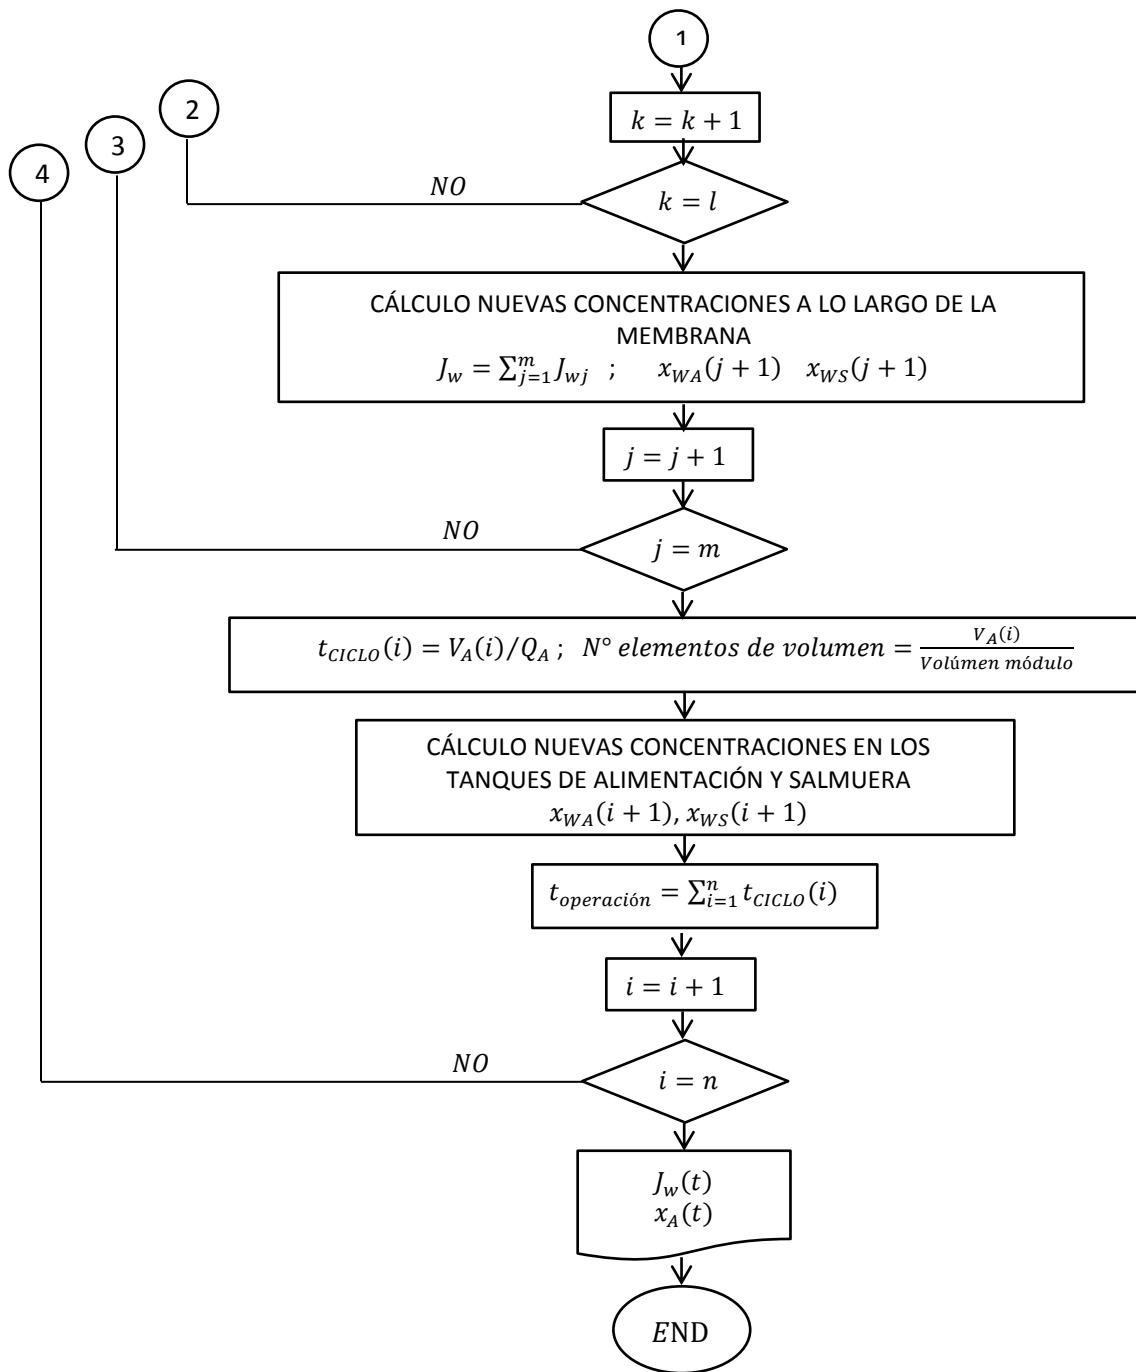 1
k = k + 1
2
3
4
NO
k = l
CÁLCULO NUEVAS CONCENTRACIONES A LO LARGO DE LA
MEMBRANA
J_w = ∑_{j=1}^{m} J_{wj} ; x_{WA}(j + 1) x_{WS}(j + 1)
j = j + 1
NO
j = m
t_{CICLO}(i) = V_A(i)/Q_A ; N° elementos de volumen = \frac{V_A(i)}{Volúmen módulo}
CÁLCULO NUEVAS CONCENTRACIONES EN LOS
TANQUES DE ALIMENTACIÓN Y SALMUERA
x_{WA}(i + 1), x_{WS}(i + 1)
t_{operación} = ∑_{i=1}^{n} t_{CICLO}(i)
i = i + 1
NO
i = n
J_w(t)
x_A(t)
END